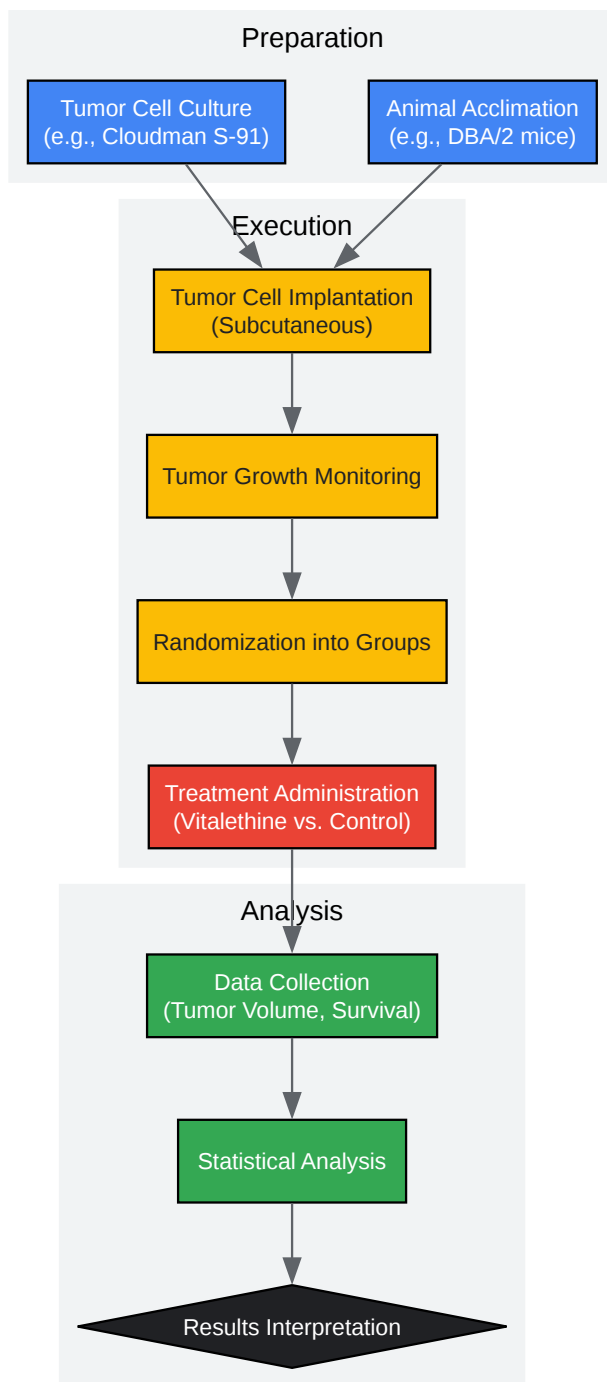 Preparation
Tumor Cell Culture
(e.g., Cloudman S-91)
Animal Acclimation
(e.g., DBA/2 mice)
Execution
Tumor Cell Implantation
(Subcutaneous)
Tumor Growth Monitoring
Randomization into Groups
Treatment Administration
(Vitalethine vs. Control)
Analysis
Data Collection
(Tumor Volume, Survival)
Statistical Analysis
Results Interpretation